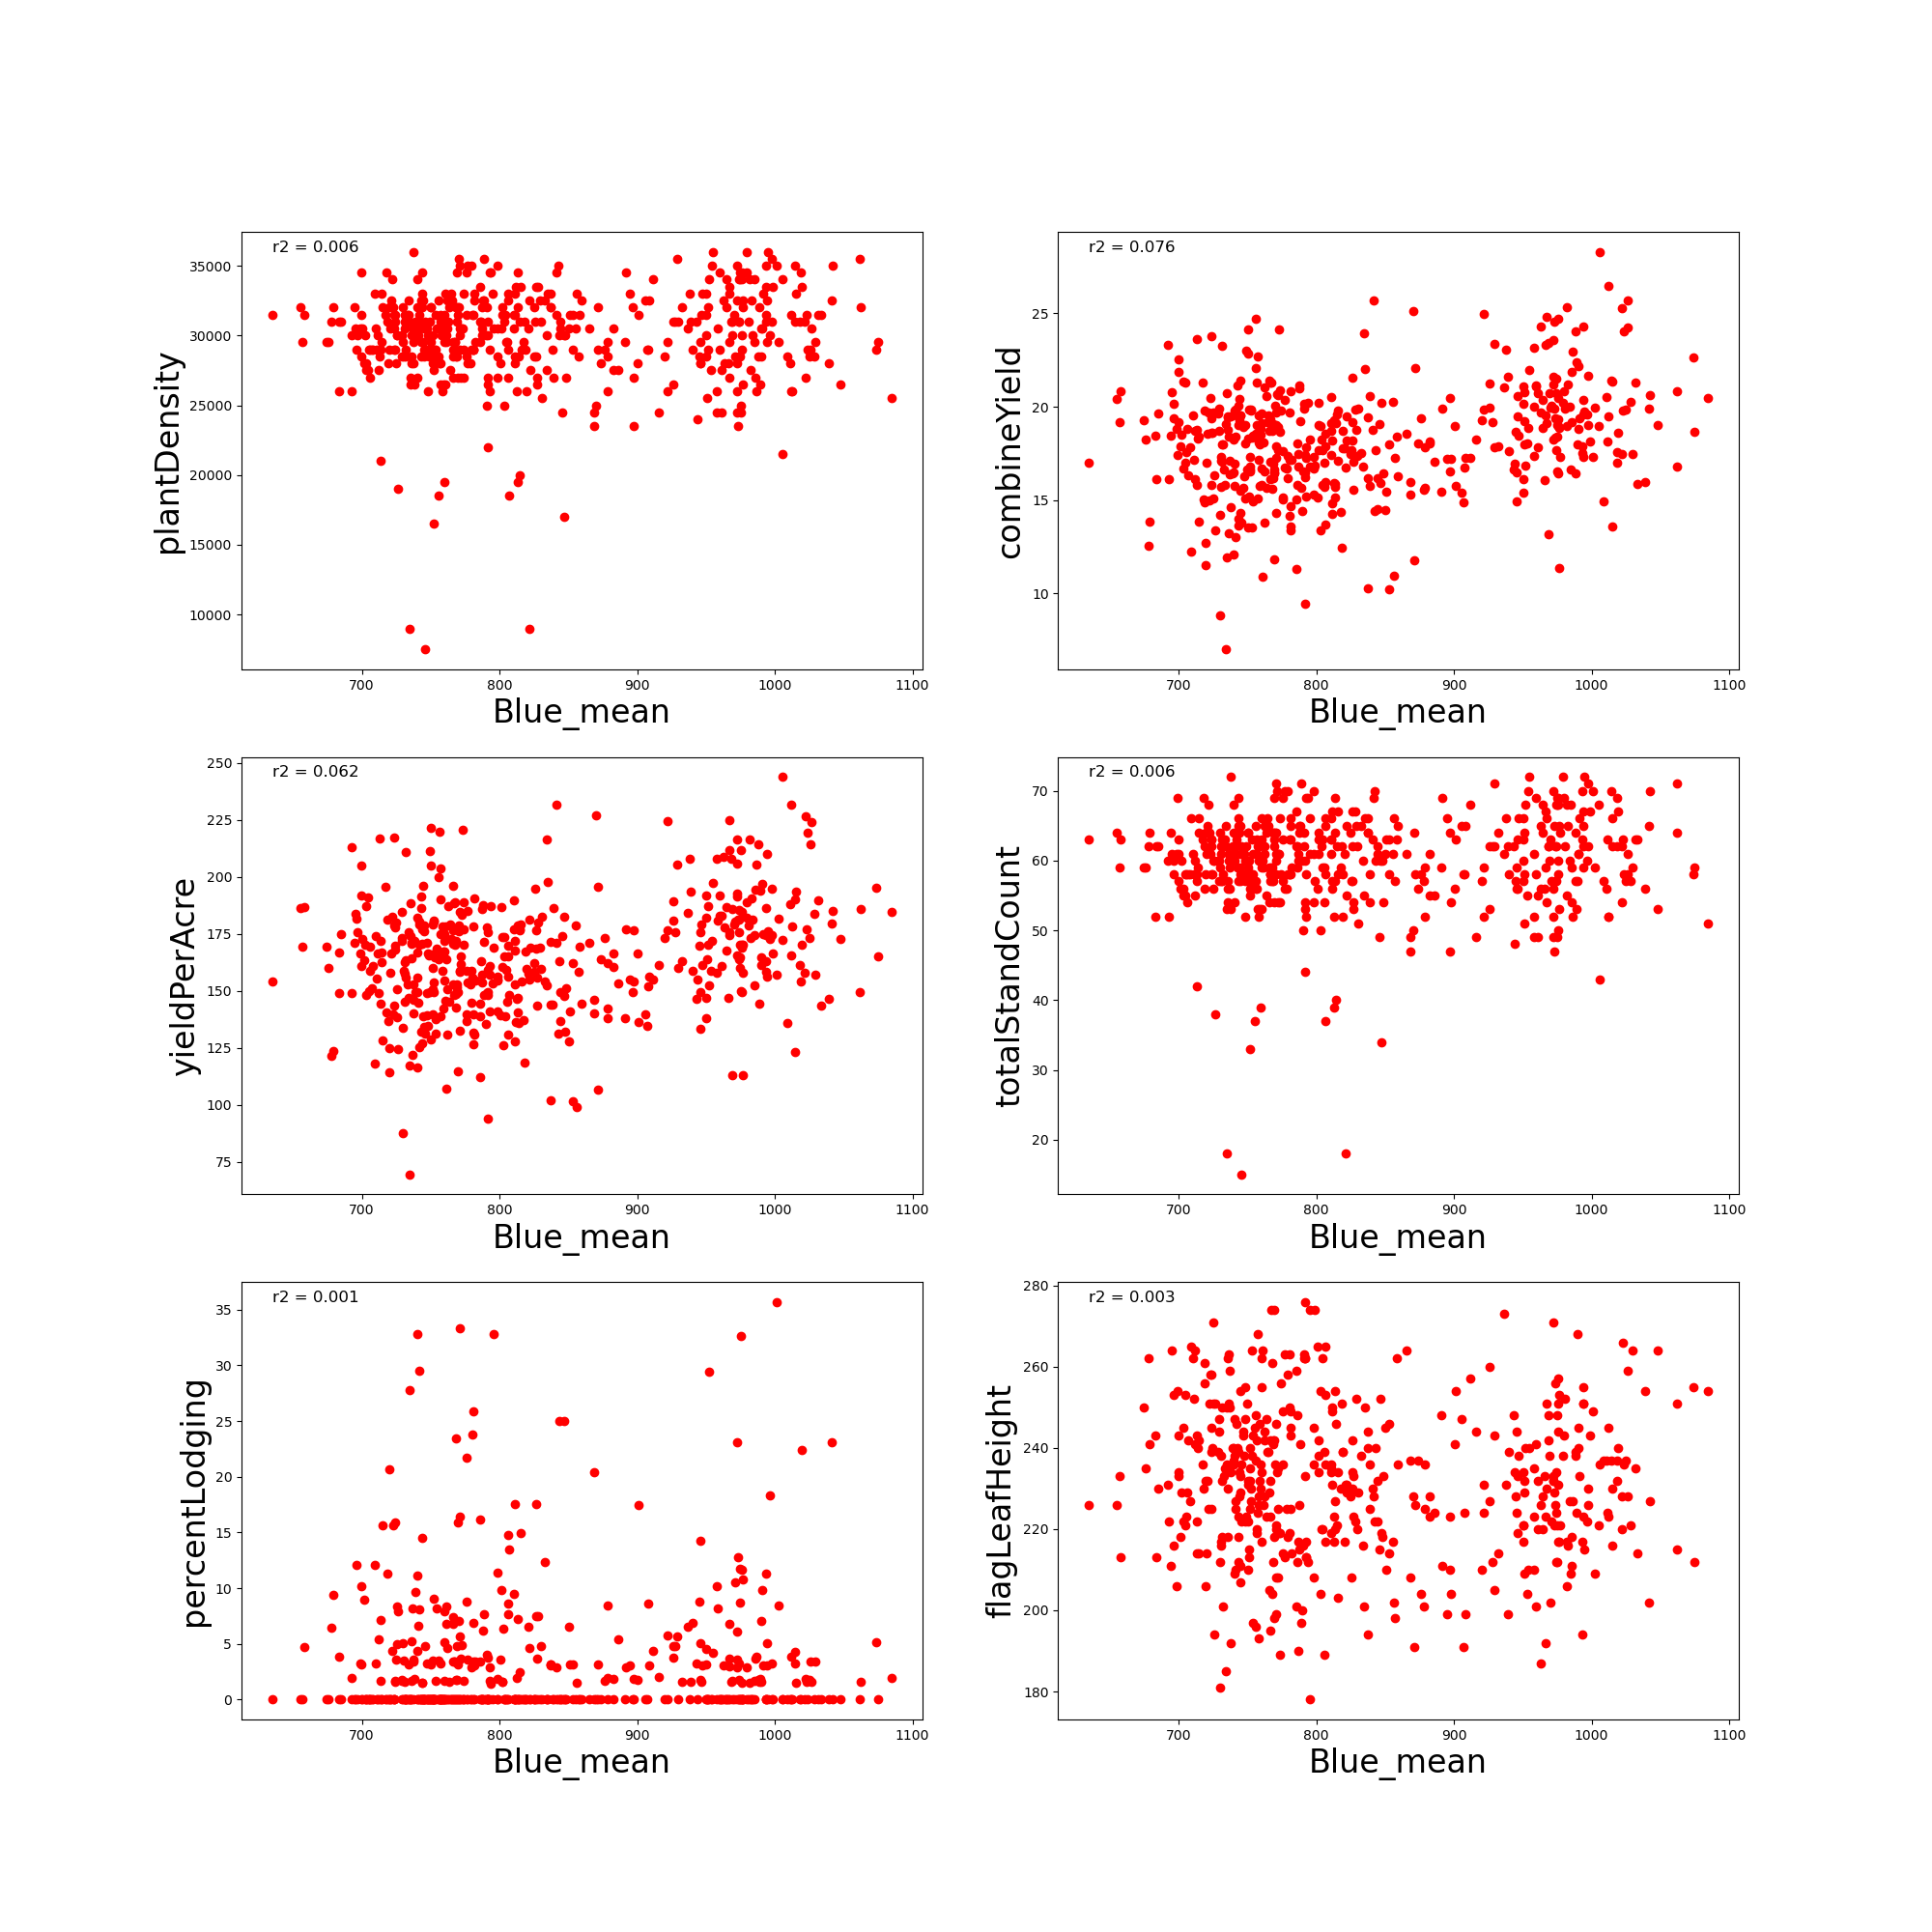 r2 = 0.006
plantDensity
35000
30000
25000
20000
15000
10000
700 800 900 1000 1100
Blue_mean
r2 = 0.076
combineYield
25
20
15
10
700 800 900 1000 1100
Blue_mean
r2 = 0.062
yieldPerAcre
250
225
200
175
150
125
100
75
700 800 900 1000 1100
Blue_mean
r2 = 0.006
totalStandCount
70
60
50
40
30
20
700 800 900 1000 1100
Blue_mean
r2 = 0.001
percentLodging
35
30
25
20
15
10
5
0
700 800 900 1000 1100
Blue_mean
r2 = 0.003
flagLeafHeight
280
260
240
220
200
180
700 800 900 1000 1100
Blue_mean